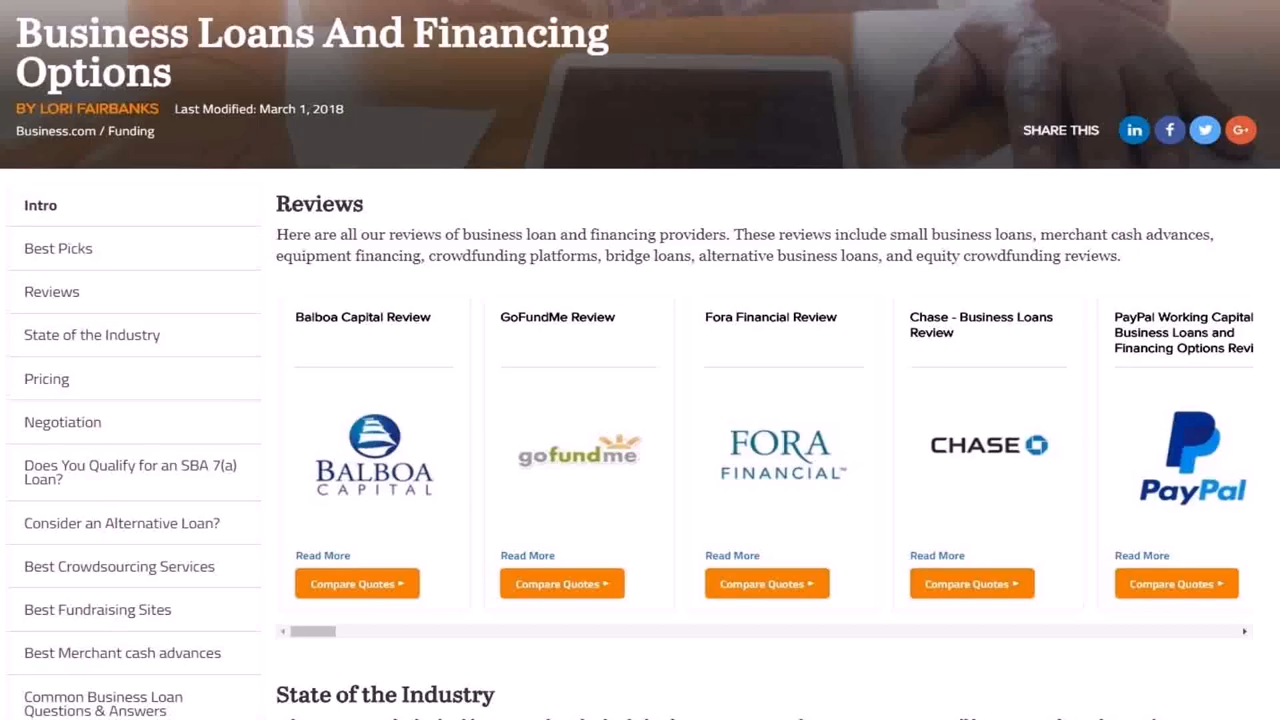 Business Loans And Financing
Options
BY LORI FAIRBANKS Last Modified: March 1, 2018
Business.com / Funding
SHARE THIS
in f G+
Intro
Best Picks
Reviews
State of the Industry
Pricing
Negotiation
Does You Qualify for an SBA 7(a)
Loan?
Consider an Alternative Loan?
Best Crowdsourcing Services
Best Fundraising Sites
Best Merchant cash advances
Common Business Loan
Questions & Answers
Reviews
Here are all our reviews of business loan and financing providers. These reviews include small business loans, merchant cash advances,
equipment financing, crowdfunding platforms, bridge loans, alternative business loans, and equity crowdfunding reviews.
Balboa Capital Review
BALBOA
CAPITAL
Read More
Compare Quotes
GoFundMe Review
gofundme
Read More
Compare Quotes
Fora Financial Review
FORA
FINANCIAL
Read More
Compare Quotes
Chase - Business Loans
Review
CHASE
Read More
Compare Quotes
PayPal Working Capital
Business Loans and
Financing Options Revi
PayPal
Read More
Compare Quotes
State of the Industry